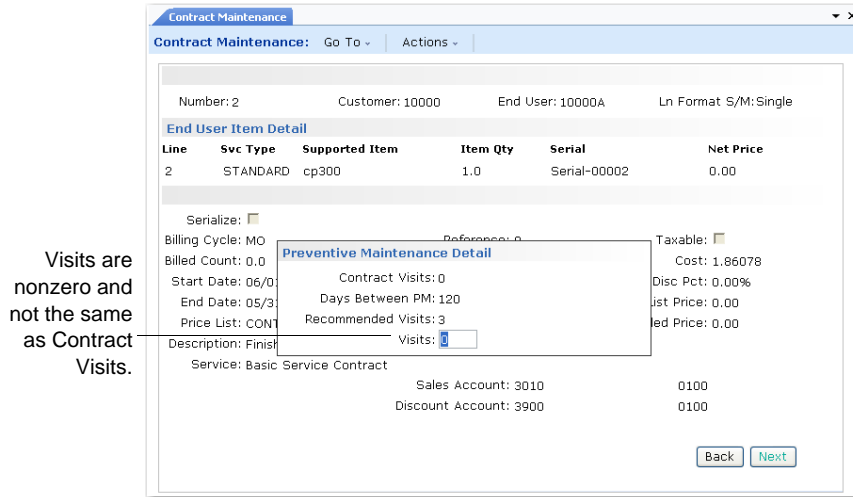 Contract Maintenance
Contract Maintenance: Go To Actions
Number: 2 Customer: 10000 End User: 10000A Ln Format S/M: Single
End User Item Detail
Line Svc Type Supported Item Item Qty Serial Net Price
2 STANDARD cp300 1.0 Serial-00002 0.00
Serialize:
Billing Cycle: MO Taxable:
Billed Count: 0.0 Cost: 1.86078
Start Date: 06/0 Disc Pct: 0.00%
End Date: 05/3 List Price: 0.00
Price List: CONT led Price: 0.00
Description: Finish
Service: Basic Service Contract
Sales Account: 3010 0100
Discount Account: 3900 0100
Preventive Maintenance Detail
Contract Visits: 0
Days Between PM: 120
Recommended Visits: 3
Visits: 0
Back Next
Visits are
nonzero and
not the same
as Contract
Visits.